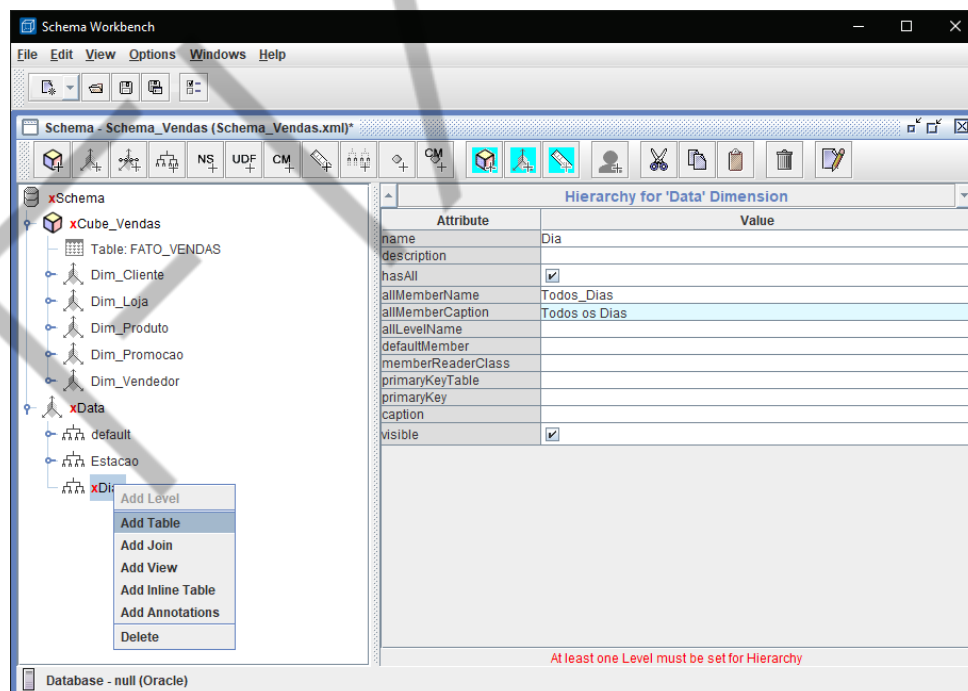 Schema Workbench
File Edit View Options Windows Help
Schema - Schema_Vendas (Schema_Vendas.xml)*
NS UDF CM CM
xSchema
xCube_Vendas
Table: FATO_VENDAS
Dim_Cliente
Dim_Loja
Dim_Produto
Dim_Promocao
Dim_Vendedor
xData
default
Estacao
xDia
Add Level
Add Table
Add Join
Add View
Add Inline Table
Add Annotations
Delete
Hierarchy for 'Data' Dimension
Attribute Value
name Dia
description
hasAll
allMemberName Todos_Dias
allMemberCaption Todos os Dias
allLevelName
defaultMember
memberReaderClass
primaryKeyTable
primaryKey
caption
visible
At least one Level must be set for Hierarchy
Database - null (Oracle)